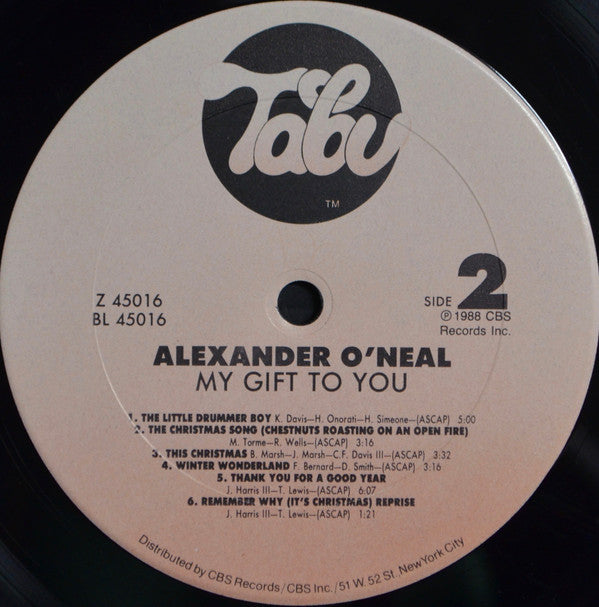 Tabu
TM
Z 45016
BL 45016
SIDE 2
℗ 1988 CBS
Records Inc.
ALEXANDER O'NEAL
MY GIFT TO YOU
1. THE LITTLE DRUMMER BOY K. Davis–H. Onorati–H. Simeone–(ASCAP) 5:00
2. THE CHRISTMAS SONG (CHESTNUTS ROASTING ON AN OPEN FIRE)
M. Torme–R. Wells–(ASCAP) 3:16
3. THIS CHRISTMAS B. Marsh–J. Marsh–C.F. Davis III–(ASCAP) 3:32
4. WINTER WONDERLAND F. Bernard–D. Smith–(ASCAP) 3:16
5. THANK YOU FOR A GOOD YEAR
J. Harris III–T. Lewis–(ASCAP) 6:07
6. REMEMBER WHY (IT'S CHRISTMAS) REPRISE
J. Harris III–T. Lewis–(ASCAP) 1:21
Distributed by CBS Records/CBS Inc./51 W. 52 St. New York City